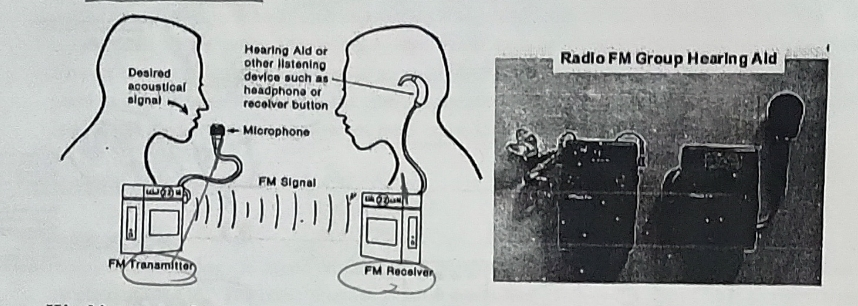 Desired
acoustical
signal
Hearing Aid or
other listening
device such as
headphone or
receiver button
Microphone
FM Signal
FM Transmitter
FM Receiver
Radio FM Group Hearing Aid